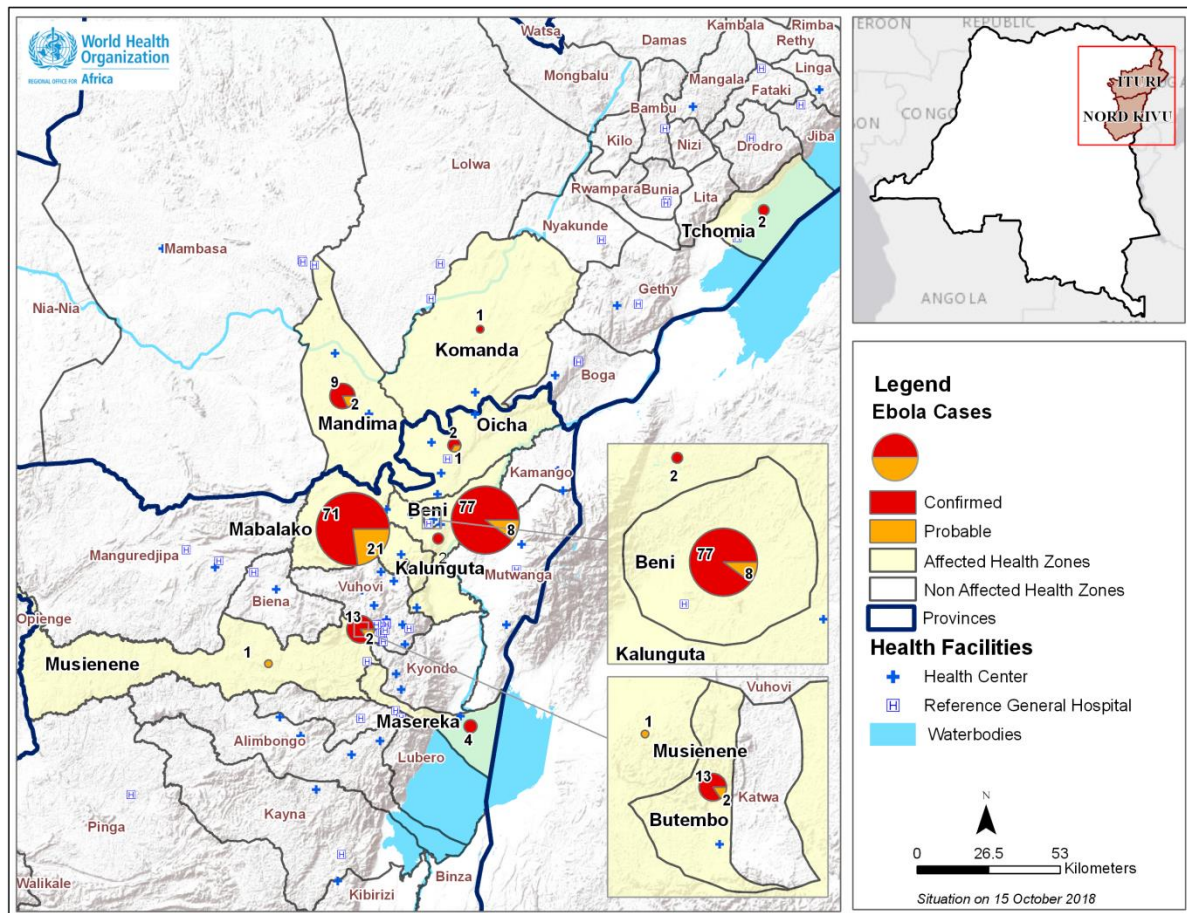 World Health
Organization
REGIONAL OFFICE FOR Africa
Watsa
Kambala
Rimba
Rethy
Damas
Mongbalu
Mangala
Linga
Fataki
Bambu
Kilo
Nizi
Drodro
Jiba
Lolwa
Rwampara
Bunia
Lita
Nyakunde
Tchomia
2
Mambasa
Nia-Nia
Gethy
1
Komanda
Boga
9
2
Mandima
Oicha
2
1
Kamango
71
21
Mabalako
Beni
77
8
2
Kalunguta
Mutwanga
Manguredjipa
Vuhovi
Biena
Opienge
13
2
Musienene
1
Kyondo
Masereka
4
Alimbongo
Lubero
Kayna
Pinga
Walikale
Kibirizi
Binza
2
Beni
77
8
Kalunguta
Vuhovi
1
Musienene
13
2
Katwa
Butembo
EROON
REPUBLIC
ITURI
NORD KIVU
CONGO
SON
ANGOLA
Legend
Ebola Cases
Confirmed
Probable
Affected Health Zones
Non Affected Health Zones
Provinces
Health Facilities
Health Center
H Reference General Hospital
Waterbodies
N
0 26.5 53
Kilometers
Situation on 15 October 2018